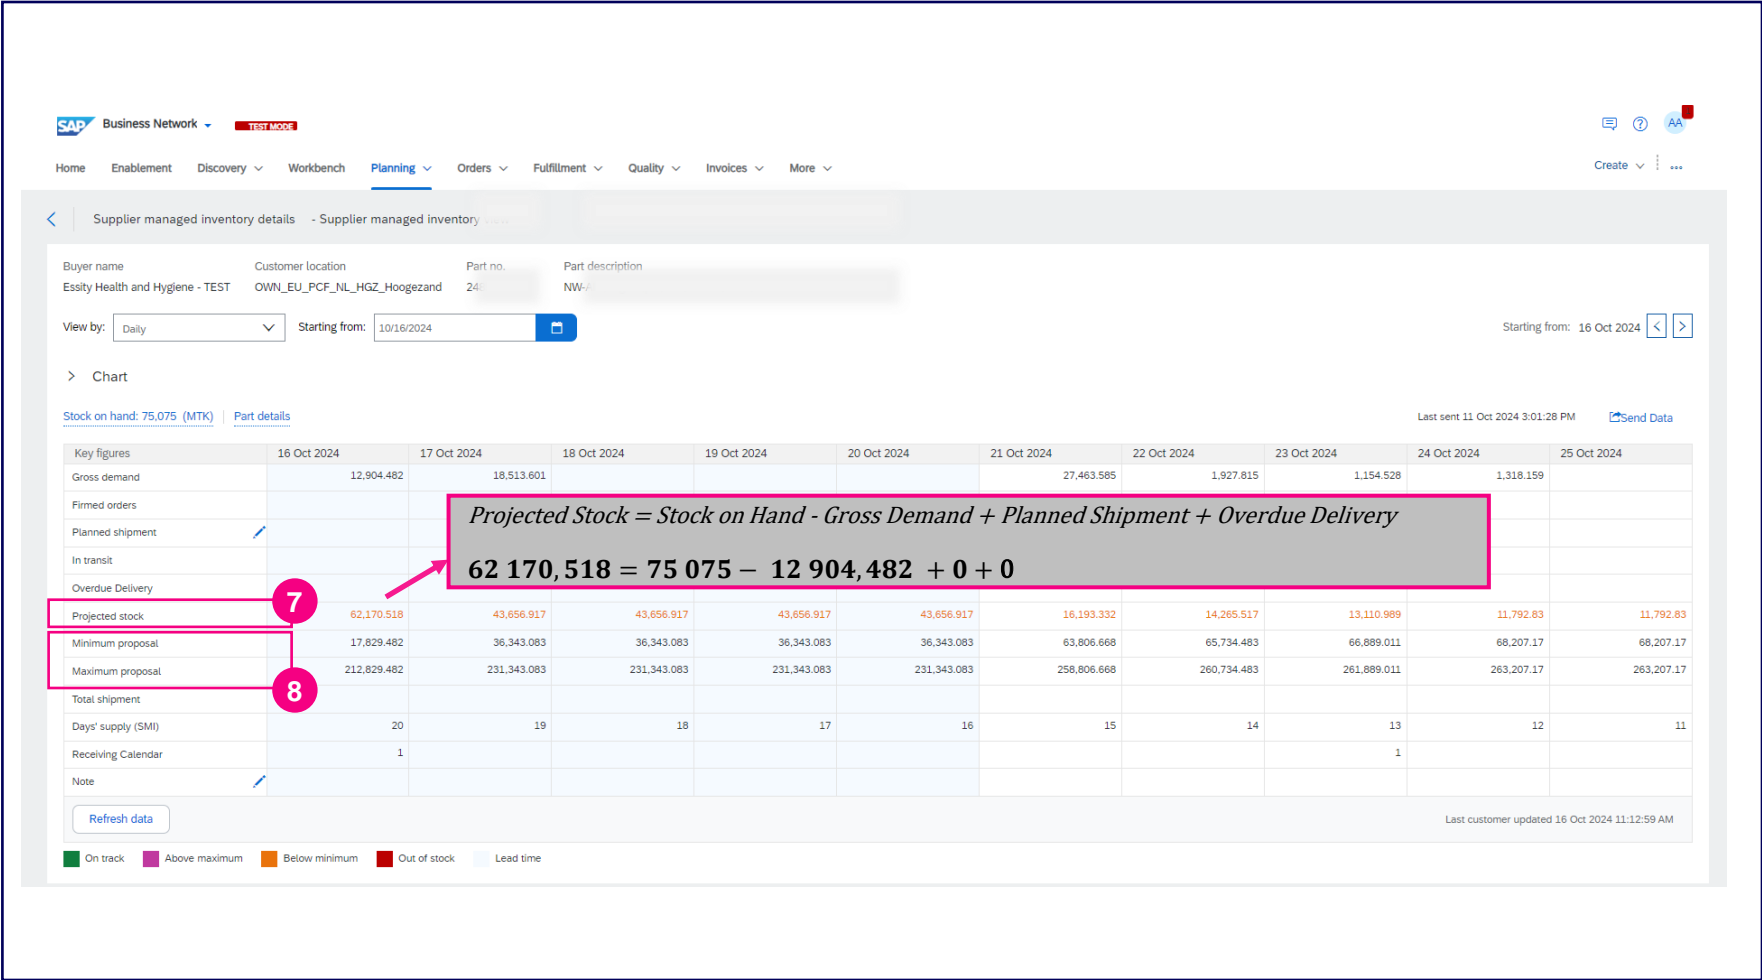 SAP Business Network TEST MODE AA
Home Enablement Discovery Workbench Planning Orders Fulfillment Quality Invoices More Create
Supplier managed inventory details - Supplier managed inventory
Buyer name Customer location Part no. Part description
Essity Health and Hygiene - TEST OWN_EU_PCF_NL_HGZ_Hoogezand 24 NW-
View by: Daily Starting from: 10/16/2024 Starting from: 16 Oct 2024
Chart
Stock on hand: 75,075 (MTK) Part details Last sent 11 Oct 2024 3:01:28 PM Send Data
Key figures 16 Oct 2024 17 Oct 2024 18 Oct 2024 19 Oct 2024 20 Oct 2024 21 Oct 2024 22 Oct 2024 23 Oct 2024 24 Oct 2024 25 Oct 2024
Gross demand 12,904.482 18,513.601 27,463.585 1,927.815 1,154.528 1,318.159
Firmed orders
Projected Stock = Stock on Hand - Gross Demand + Planned Shipment + Overdue Delivery
Planned shipment
In transit
62 170,518 = 75 075 − 12 904,482 + 0 + 0
Overdue Delivery
7
Projected stock 62,170.518 43,656.917 43,656.917 43,656.917 43,656.917 16,193.332 14,265.517 13,110.989 11,792.83 11,792.83
Minimum proposal 17,829.482 36,343.083 36,343.083 36,343.083 36,343.083 63,806.668 65,734.483 66,889.011 68,207.17 68,207.17
Maximum proposal 212,829.482 231,343.083 231,343.083 231,343.083 231,343.083 258,806.668 260,734.483 261,889.011 263,207.17 263,207.17
8
Total shipment
Days' supply (SMI) 20 19 18 17 16 15 14 13 12 11
Receiving Calendar 1 1
Note
Refresh data Last customer updated 16 Oct 2024 11:12:59 AM
On track Above maximum Below minimum Out of stock Lead time